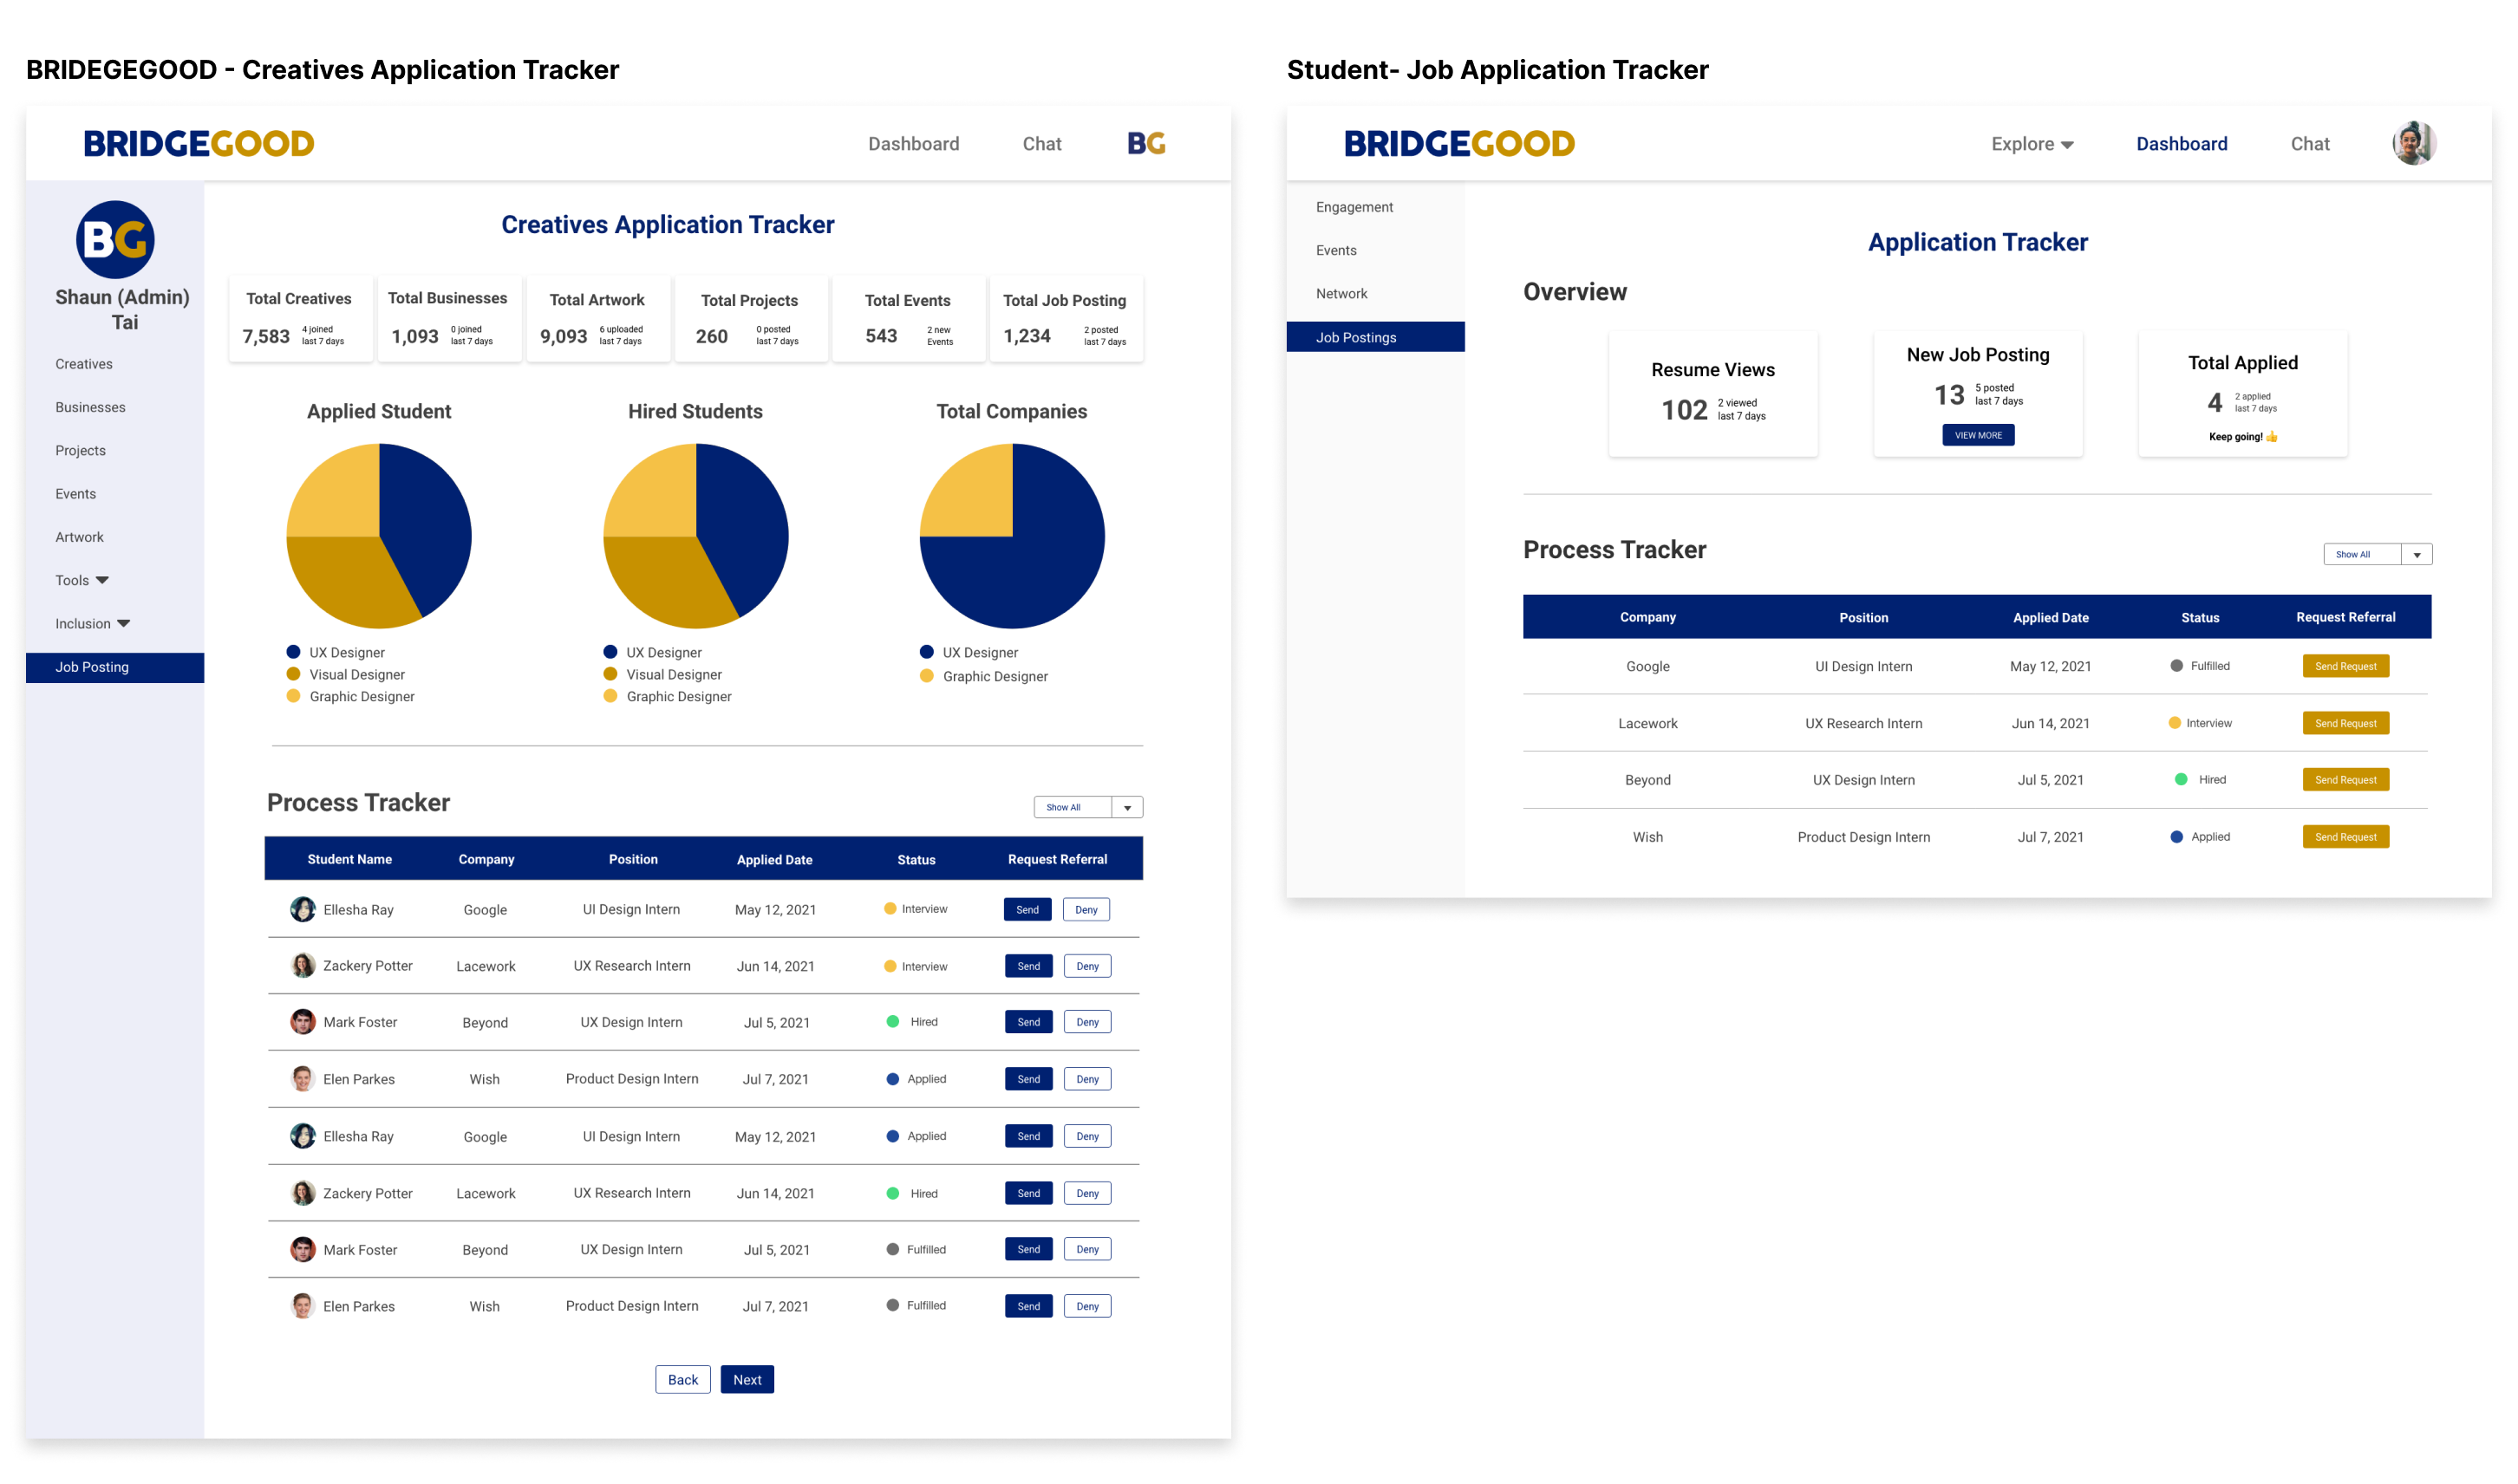 BRIDEGEGOOD - Creatives Application Tracker
BRIDGEGOOD
Dashboard
Chat
BG
BG
Shaun (Admin)
Tai
Creatives
Businesses
Projects
Events
Artwork
Tools
Inclusion
Job Posting
Creatives Application Tracker
Total Creatives
7,583
4 joined
last 7 days
Total Businesses
1,093
0 joined
last 7 days
Total Artwork
9,093
6 uploaded
last 7 days
Total Projects
260
0 posted
last 7 days
Total Events
543
2 new
Events
Total Job Posting
1,234
2 posted
last 7 days
Applied Student
UX Designer
Visual Designer
Graphic Designer
Hired Students
UX Designer
Visual Designer
Graphic Designer
Total Companies
UX Designer
Graphic Designer
Process Tracker
Show All
Student Name Company Position Applied Date Status Request Referral
Ellesha Ray Google UI Design Intern May 12, 2021 Interview Send Deny
Zackery Potter Lacework UX Research Intern Jun 14, 2021 Interview Send Deny
Mark Foster Beyond UX Design Intern Jul 5, 2021 Hired Send Deny
Elen Parkes Wish Product Design Intern Jul 7, 2021 Applied Send Deny
Ellesha Ray Google UI Design Intern May 12, 2021 Applied Send Deny
Zackery Potter Lacework UX Research Intern Jun 14, 2021 Hired Send Deny
Mark Foster Beyond UX Design Intern Jul 5, 2021 Fulfilled Send Deny
Elen Parkes Wish Product Design Intern Jul 7, 2021 Fulfilled Send Deny
Back Next
Student- Job Application Tracker
BRIDGEGOOD
Explore
Dashboard
Chat
Engagement
Events
Network
Job Postings
Application Tracker
Overview
Resume Views
102
2 viewed
last 7 days
New Job Posting
13
5 posted
last 7 days
VIEW MORE
Total Applied
4
2 applied
last 7 days
Keep going! 👍
Process Tracker
Show All
Company Position Applied Date Status Request Referral
Google UI Design Intern May 12, 2021 Fulfilled Send Request
Lacework UX Research Intern Jun 14, 2021 Interview Send Request
Beyond UX Design Intern Jul 5, 2021 Hired Send Request
Wish Product Design Intern Jul 7, 2021 Applied Send Request